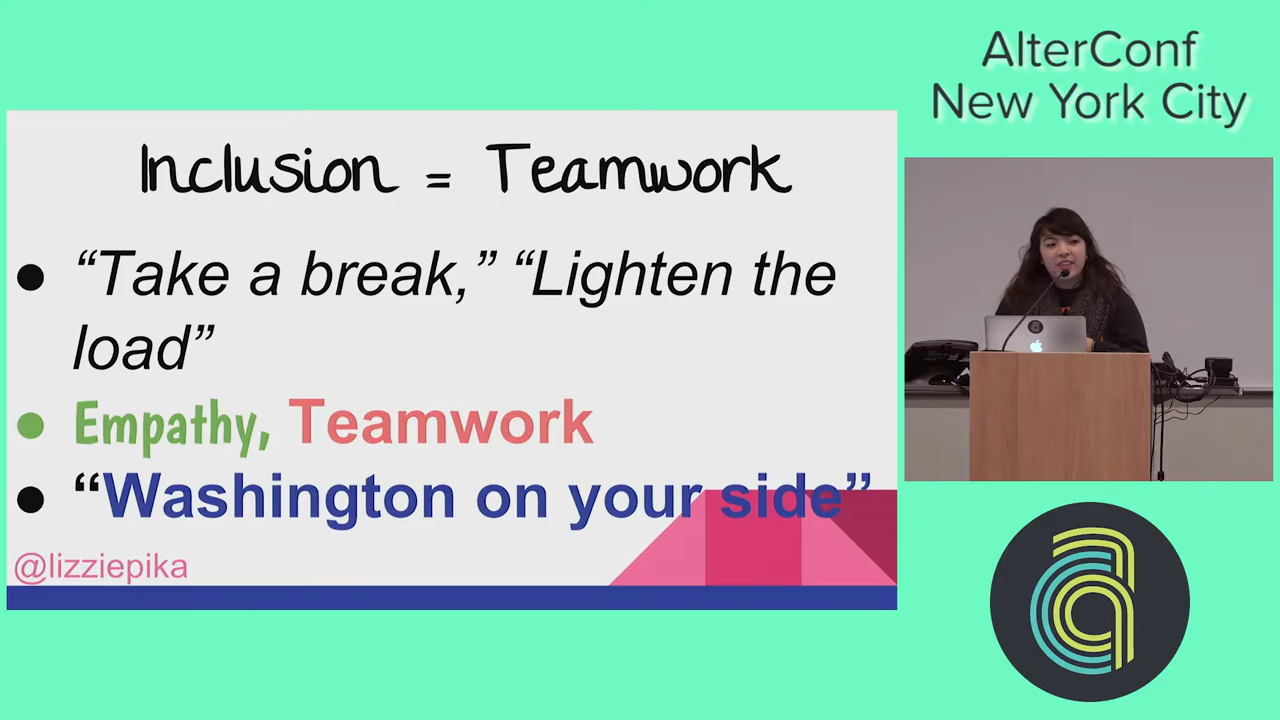 AlterConf
New York City
Inclusion = Teamwork
● “Take a break,” “Lighten the
load”
● Empathy, Teamwork
● “Washington on your side”
@lizziepika